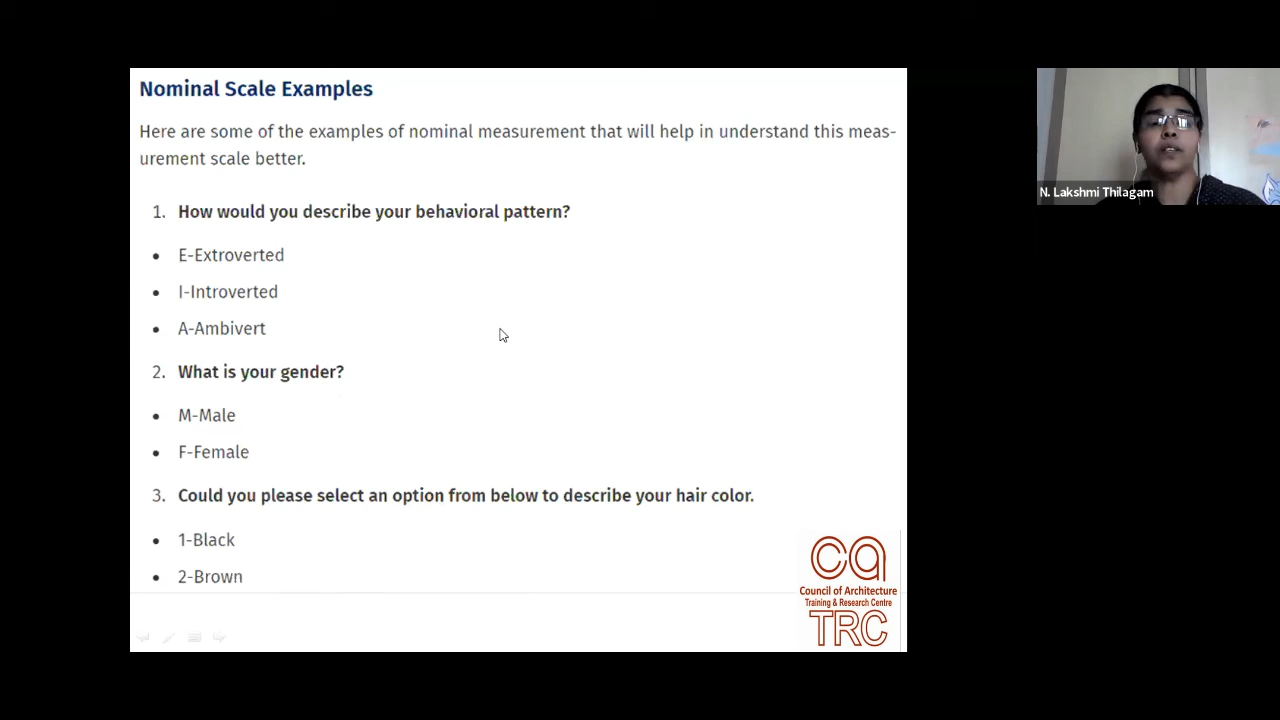 Nominal Scale Examples
Here are some of the examples of nominal measurement that will help in understand this meas-
urement scale better.
1. How would you describe your behavioral pattern?
• E-Extroverted
• I-Introverted
• A-Ambivert
2. What is your gender?
• M-Male
• F-Female
3. Could you please select an option from below to describe your hair color.
• 1-Black
• 2-Brown
ca
Council of Architecture
Training & Research Centre
TRC
N. Lakshmi Thilagam